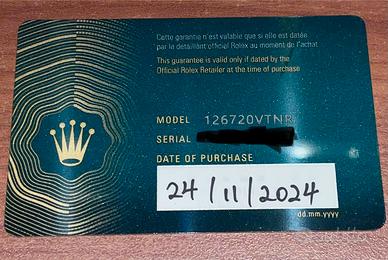 Cette garantie n'est valable que si elle est datée
par le détaillant officiel Rolex au moment de l'achat
This guarantee is valid only if dated by the
Official Rolex Retailer at the time of purchase
MODEL 126720VTNR
SERIAL
DATE OF PURCHASE
24/11/2024
dd.mm.yyyy